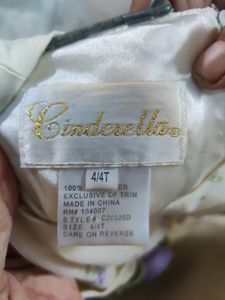 Cinderella®
4/4T
100%
EXCLUSIVE OF TRIM
MADE IN CHINA
RN# 104007
STYLE#: C20329D
SIZE: 4/4T
CARE ON REVERSE